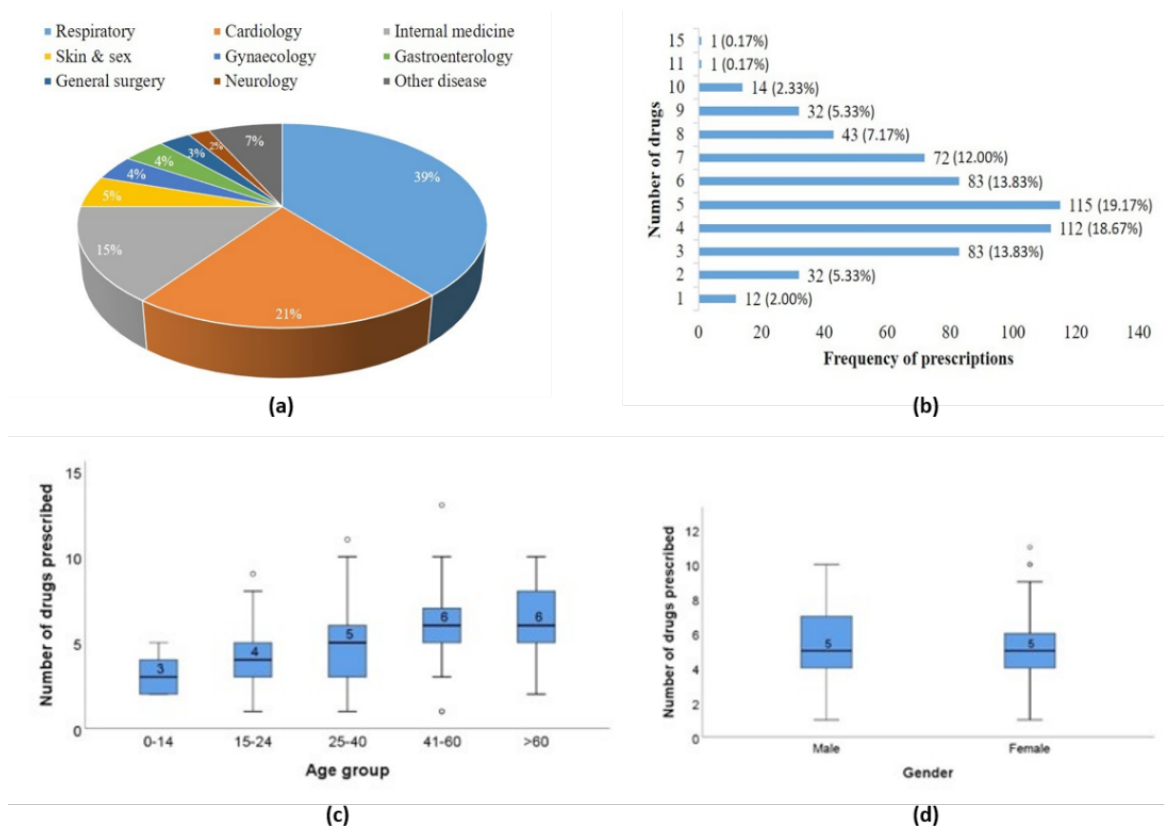 Respiratory Cardiology Internal medicine
Skin & sex Gynaecology Gastroenterology
General surgery Neurology Other disease
39%
21%
15%
5%
4%
4%
3%
2%
7%
(a)
Number of drugs
15 1 (0.17%)
11 1 (0.17%)
10 14 (2.33%)
9 32 (5.33%)
8 43 (7.17%)
7 72 (12.00%)
6 83 (13.83%)
5 115 (19.17%)
4 112 (18.67%)
3 83 (13.83%)
2 32 (5.33%)
1 12 (2.00%)
0 20 40 60 80 100 120 140
Frequency of prescriptions
(b)
Number of drugs prescribed
15
10
5
0
3 4 5 6 6
0-14 15-24 25-40 41-60 >60
Age group
(c)
Number of drugs prescribed
12
10
8
6
4
2
0
5 5
Male Female
Gender
(d)